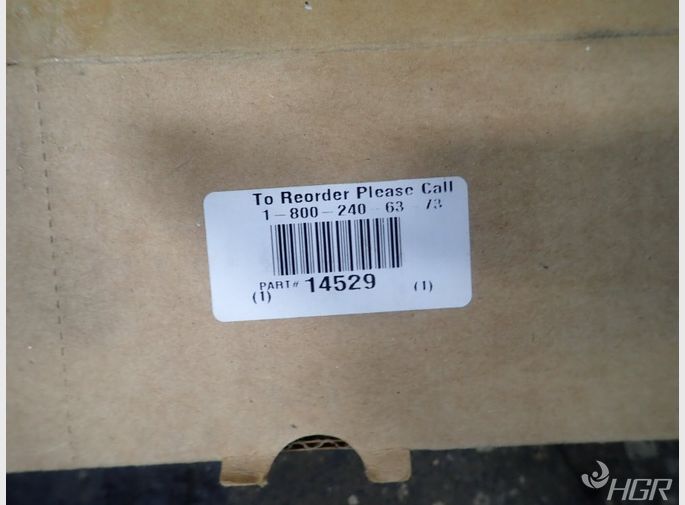 To Reorder Please Call
1-800-240-63 73
PART# 14529
(1) (1)
HGR